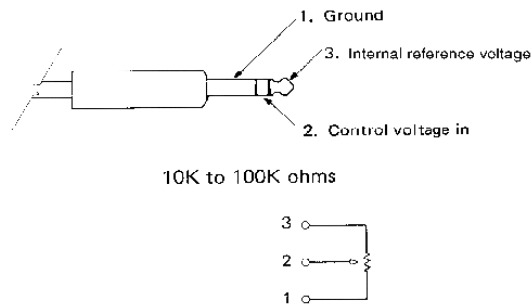 1. Ground
3. Internal reference voltage
2. Control voltage in
10K to 100K ohms
3
2
1